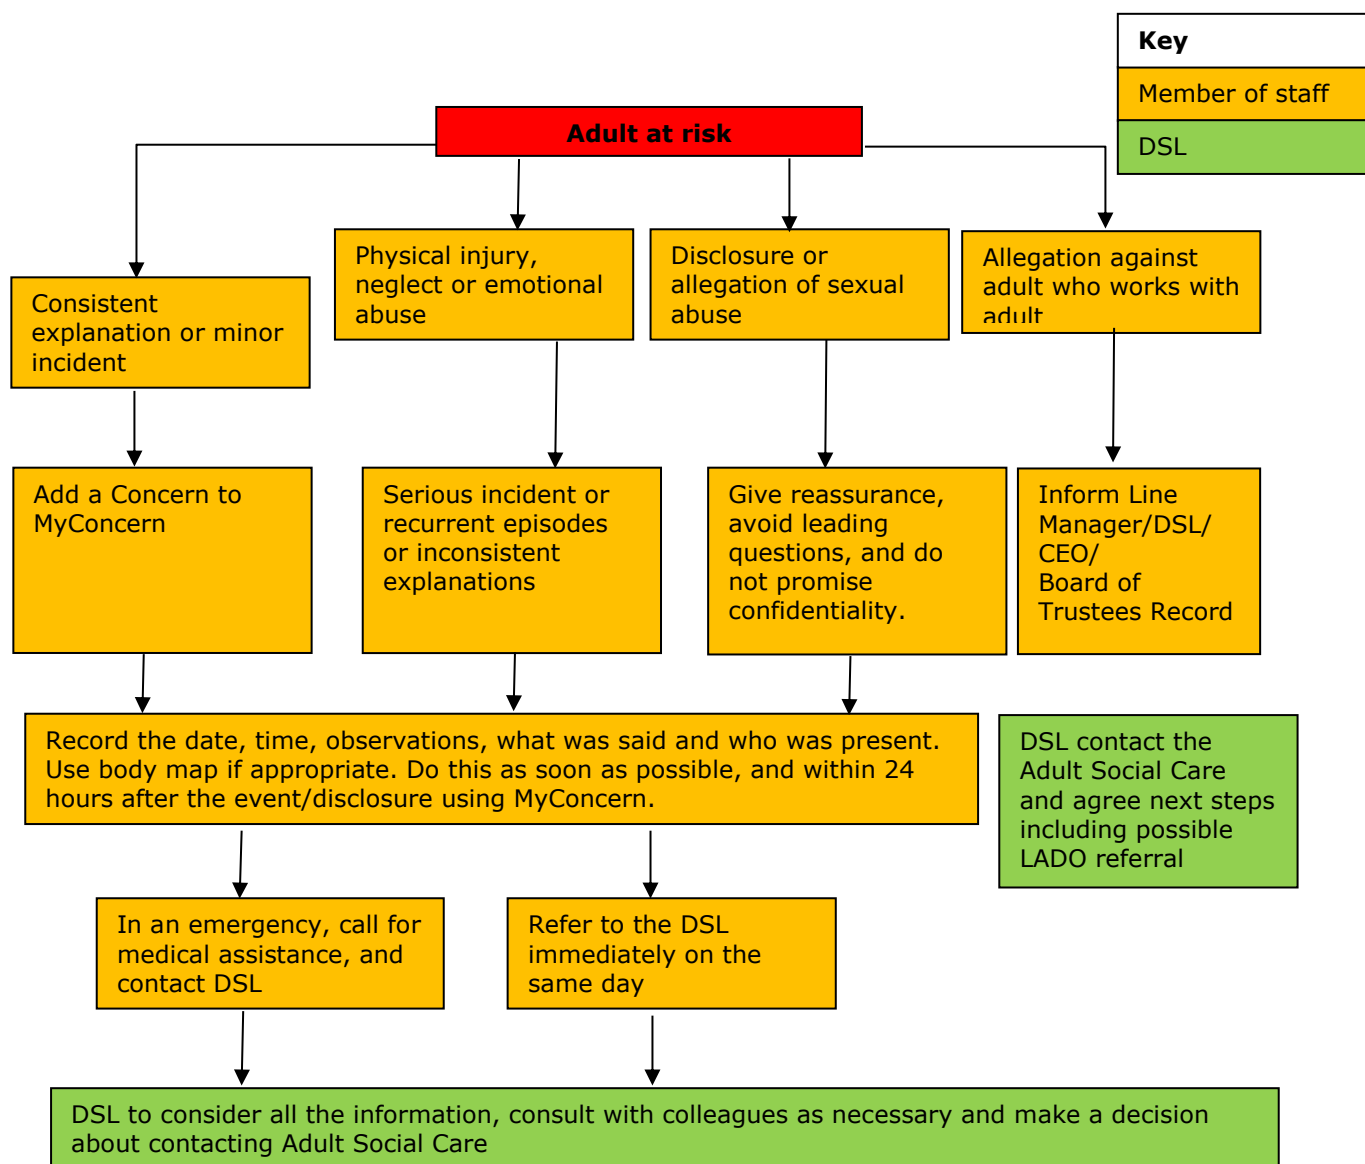 Key
Member of staff
DSL
Adult at risk
Consistent
explanation or minor
incident
Physical injury,
neglect or emotional
abuse
Disclosure or
allegation of sexual
abuse
Allegation against
adult who works with
adult
Add a Concern to
MyConcern
Serious incident or
recurrent episodes
or inconsistent
explanations
Give reassurance,
avoid leading
questions, and do
not promise
confidentiality.
Inform Line
Manager/DSL/
CEO/
Board of
Trustees Record
Record the date, time, observations, what was said and who was present.
Use body map if appropriate. Do this as soon as possible, and within 24
hours after the event/disclosure using MyConcern.
DSL contact the
Adult Social Care
and agree next steps
including possible
LADO referral
In an emergency, call for
medical assistance, and
contact DSL
Refer to the DSL
immediately on the
same day
DSL to consider all the information, consult with colleagues as necessary and make a decision
about contacting Adult Social Care